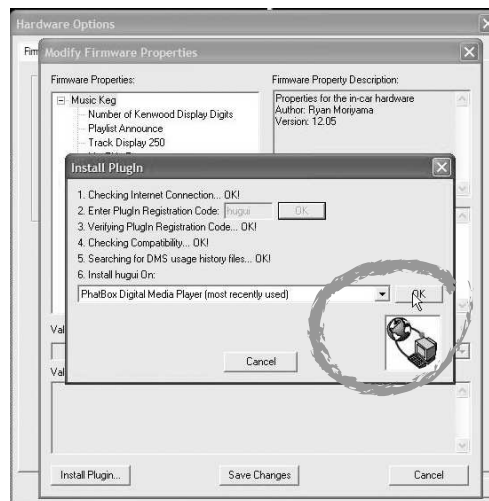 Hardware Options
Modify Firmware Properties
Firmware Properties:
Firmware Property Description:
Music Keg
Number of Kenwood Display Digits
Playlist Announce
Track Display 250
Properties for the in-car hardware
Author: Ryan Moriyama
Version: 12.05
Install PlugIn
1. Checking Internet Connection... OK!
2. Enter PlugIn Registration Code: hugui OK
3. Verifying PlugIn Registration Code... OK!
4. Checking Compatibility... OK!
5. Searching for DMS usage history files... OK!
6. Install hugui On:
PhatBox Digital Media Player (most recently used) OK
Cancel
Install Plugin... Save Changes Cancel